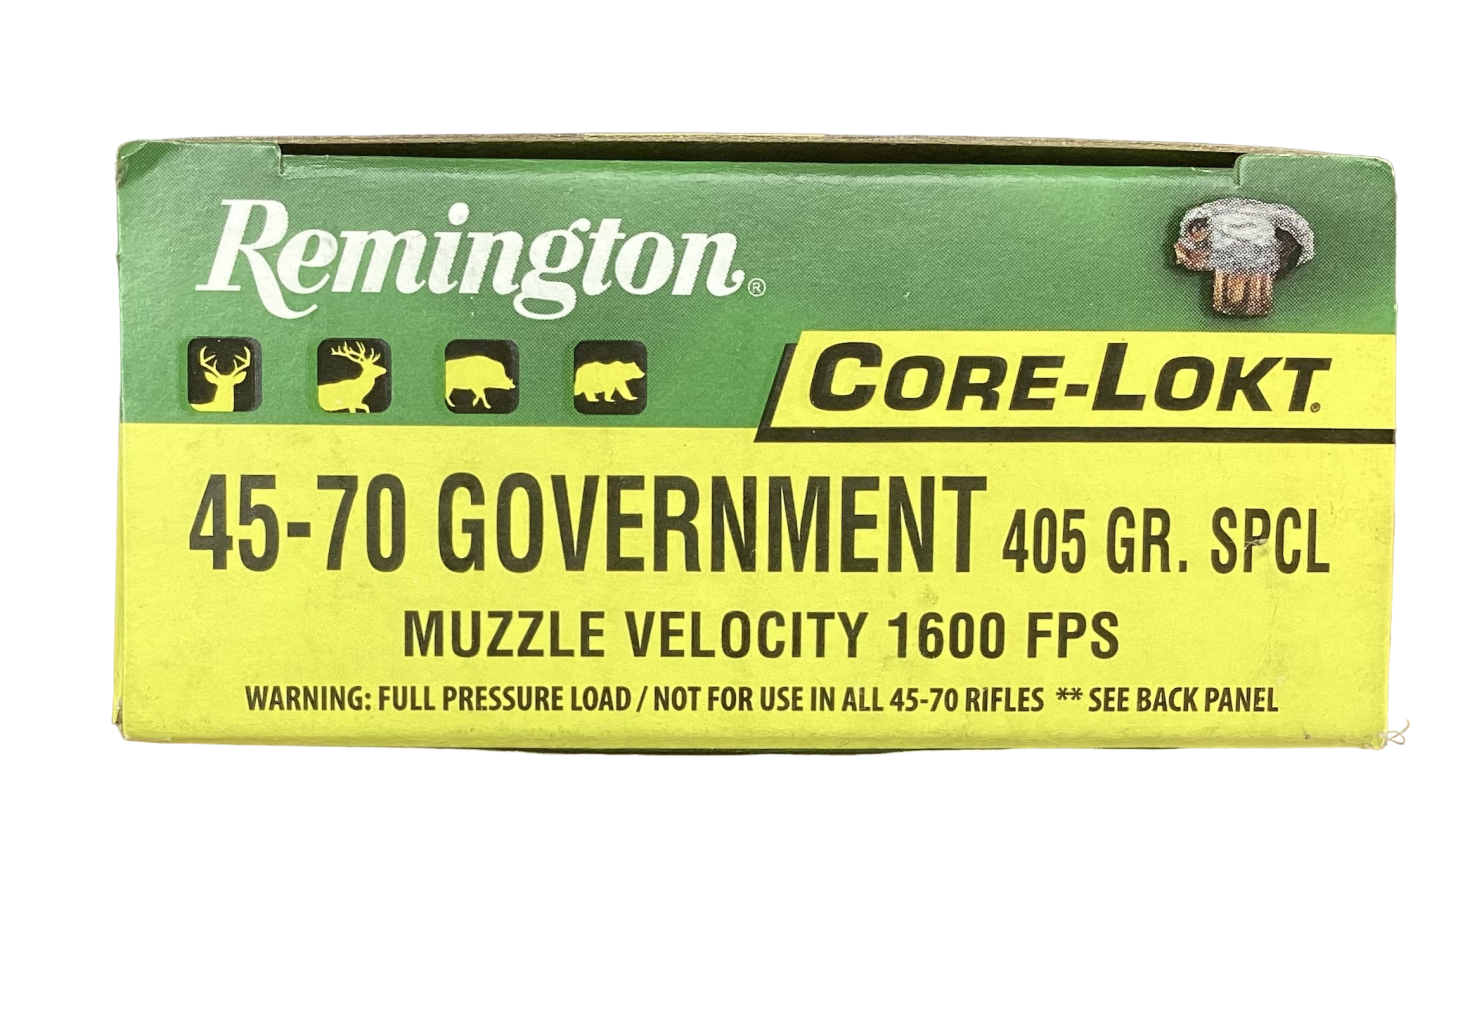 Remington®
CORE-LOKT®
45-70 GOVERNMENT 405 GR. SPCL
MUZZLE VELOCITY 1600 FPS
WARNING: FULL PRESSURE LOAD / NOT FOR USE IN ALL 45-70 RIFLES ** SEE BACK PANEL